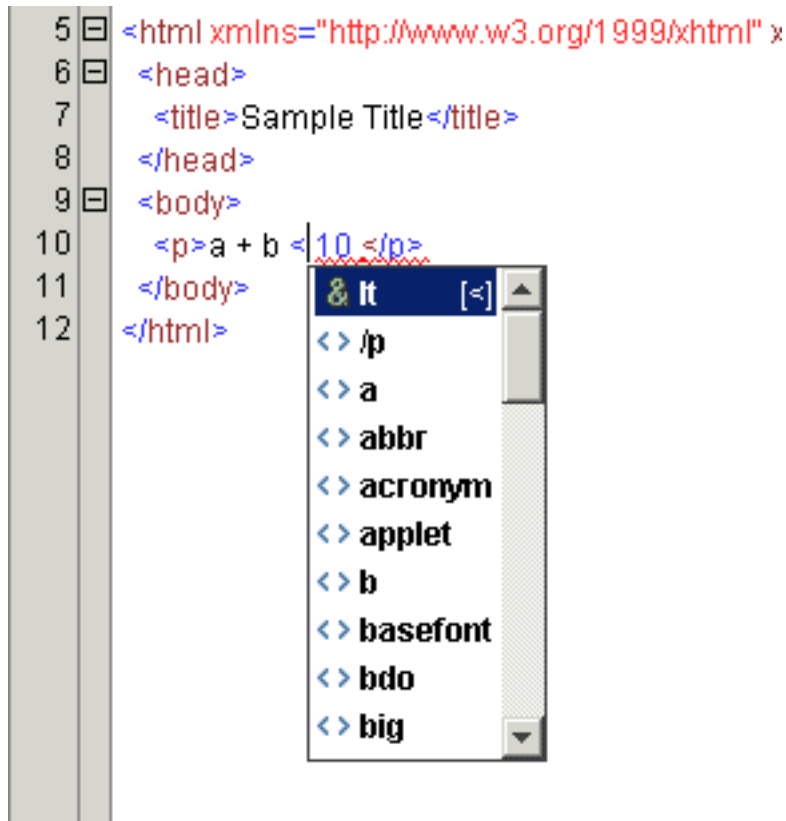 5 <html xmlns="http://www.w3.org/1999/xhtml" x
6 <head>
7 <title>Sample Title</title>
8 </head>
9 <body>
10 <p>a + b < 10 </p>
11 </body>
12 </html>
& lt [<]
<> /p
<> a
<> abbr
<> acronym
<> applet
<> b
<> basefont
<> bdo
<> big